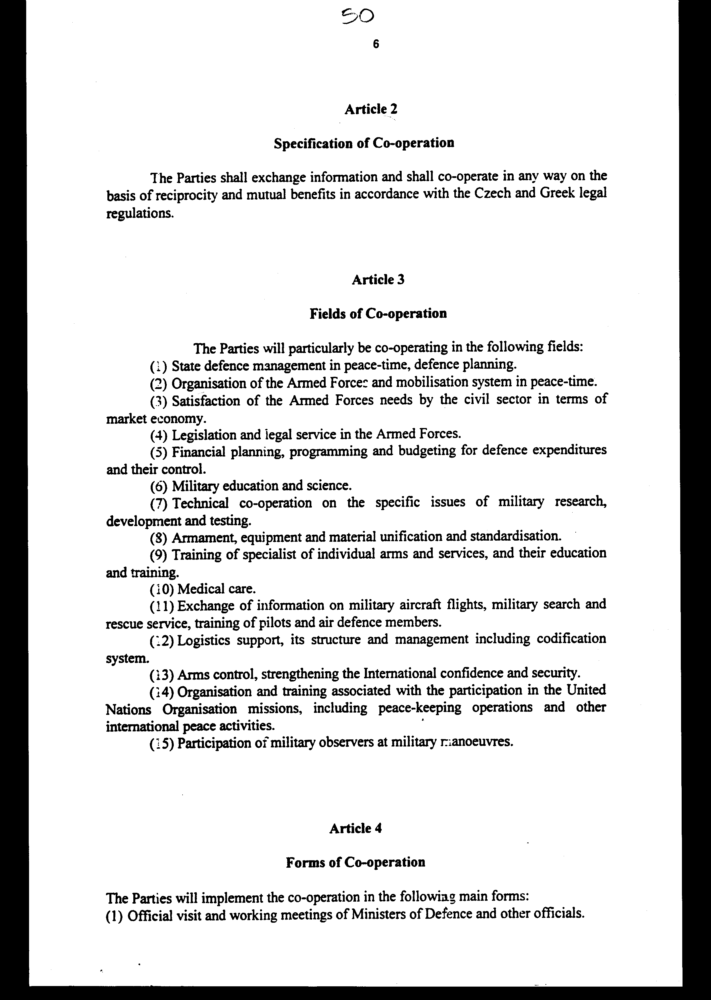 50
6
Article 2
Specification of Co-operation
The Parties shall exchange information and shall co-operate in any way on the
basis of reciprocity and mutual benefits in accordance with the Czech and Greek legal
regulations.
Article 3
Fields of Co-operation
The Parties will particularly be co-operating in the following fields:
(1) State defence management in peace-time, defence planning.
(2) Organisation of the Armed Forces and mobilisation system in peace-time.
(3) Satisfaction of the Armed Forces needs by the civil sector in terms of
market economy.
(4) Legislation and legal service in the Armed Forces.
(5) Financial planning, programming and budgeting for defence expenditures
and their control.
(6) Military education and science.
(7) Technical co-operation on the specific issues of military research,
development and testing.
(8) Armament, equipment and material unification and standardisation.
(9) Training of specialist of individual arms and services, and their education
and training.
(10) Medical care.
(11) Exchange of information on military aircraft flights, military search and
rescue service, training of pilots and air defence members.
(12) Logistics support, its structure and management including codification
system.
(13) Arms control, strengthening the International confidence and security.
(14) Organisation and training associated with the participation in the United
Nations Organisation missions, including peace-keeping operations and other
international peace activities.
(15) Participation of military observers at military manoeuvres.
Article 4
Forms of Co-operation
The Parties will implement the co-operation in the following main forms:
(1) Official visit and working meetings of Ministers of Defence and other officials.